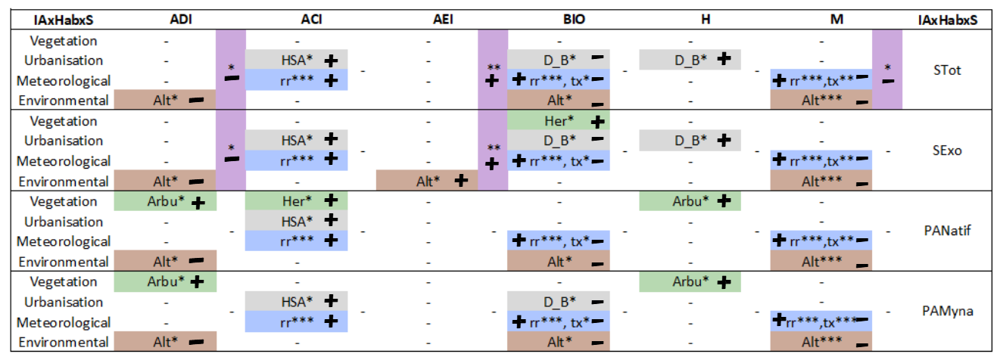 IAxHabxS ADI ACI AEI BIO H M IAxHabxS
Vegetation - - - - - -
Urbanisation - HSA* + - D_B* - D_B* + -
* - ** - - * STot
Meteorological - - rr*** + - + + rr***, tx* - - + rr***,tx** - -
Environmental Alt* - - - Alt* - - Alt*** -
Vegetation - - - Her* + - -
Urbanisation - HSA* + - D_B* - D_B* + -
* - ** - - - SExo
Meteorological - - rr*** + - + + rr***, tx* - - + rr***,tx** -
Environmental Alt* - - Alt* + - - Alt*** -
Vegetation Arbu* + Her* + - - Arbu* + -
Urbanisation - HSA* + - - - -
- - - - - - PANatif
Meteorological - rr*** + - + rr***, tx* - - + rr***,tx** -
Environmental Alt* - - - Alt* - - Alt*** -
Vegetation Arbu* + - - - Arbu* + -
Urbanisation - HSA* + - D_B* - - -
- - - - - - PAMyna
Meteorological - rr*** + - + rr***, tx* - - + rr***,tx*** -
Environmental Alt* - - - Alt* - - Alt*** -